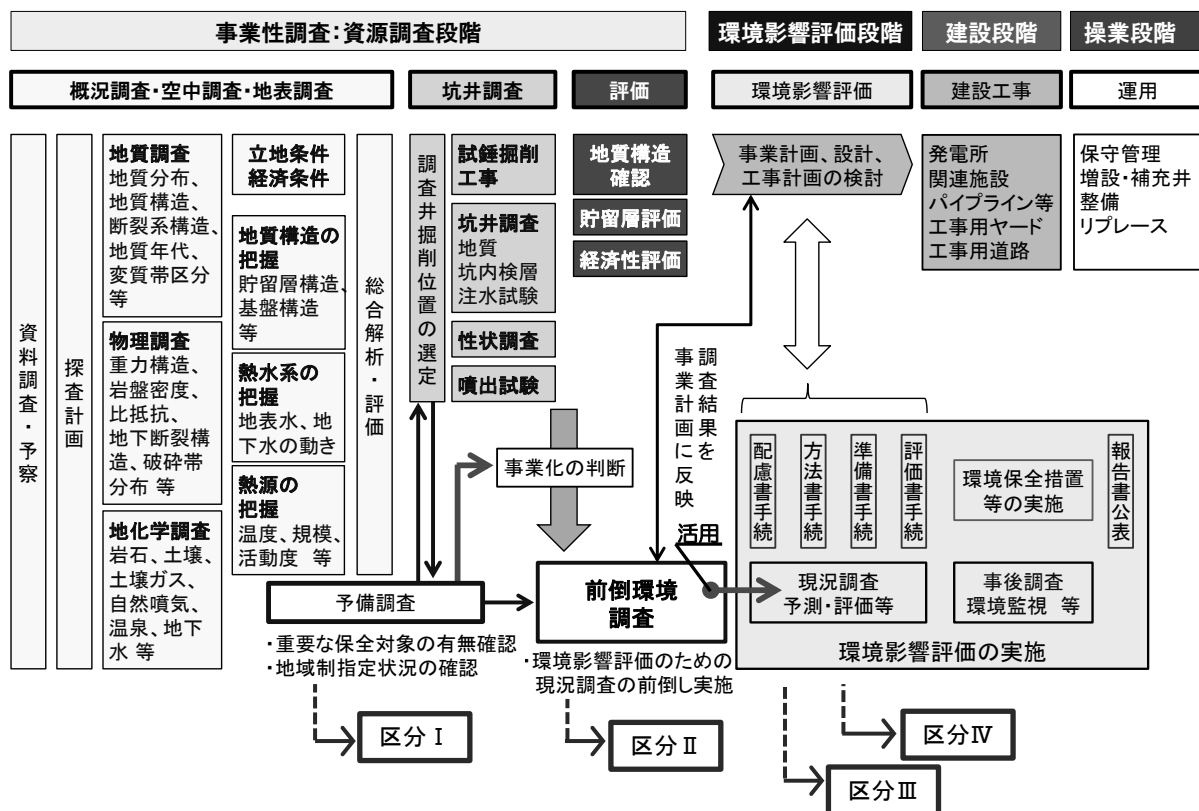 事業性調査：資源調査段階
環境影響評価段階
建設段階
操業段階
概況調査・空中調査・地表調査
坑井調査
評価
環境影響評価
建設工事
運用
資料調査・予察
探査計画
地質調査
地質分布、
地質構造、
断裂系構造、
地質年代、
変質帯区分
等
物理調査
重力構造、
岩盤密度、
比抵抗、
地下断裂構
造、破砕帯
分布 等
地化学調査
岩石、土壌、
土壌ガス、
自然噴気、
温泉、地下
水 等
立地条件
経済条件
地質構造の
把握
貯留層構造、
基盤構造
等
熱水系の
把握
地表水、地
下水の動き
熱源の
把握
温度、規模、
活動度 等
総合解析・評価
調査井掘削位置の選定
試錐掘削
工事
坑井調査
地質
坑内検層
注水試験
性状調査
噴出試験
地質構造
確認
貯留層評価
経済性評価
事業計画、設計、
工事計画の検討
発電所
関連施設
パイプライン等
工事用ヤード
工事用道路
保守管理
増設・補充井
整備
リプレース
事業化の判断
調査結果を
事業計画に反映
活用
予備調査
・重要な保全対象の有無確認
・地域制指定状況の確認
前倒環境
調査
・環境影響評価のための
現況調査の前倒し実施
配慮書手続
方法書手続
準備書手続
評価書手続
環境保全措置
等の実施
報告書公表
現況調査
予測・評価等
事後調査
環境監視 等
環境影響評価の実施
区分Ⅰ
区分Ⅱ
区分Ⅳ
区分Ⅲ